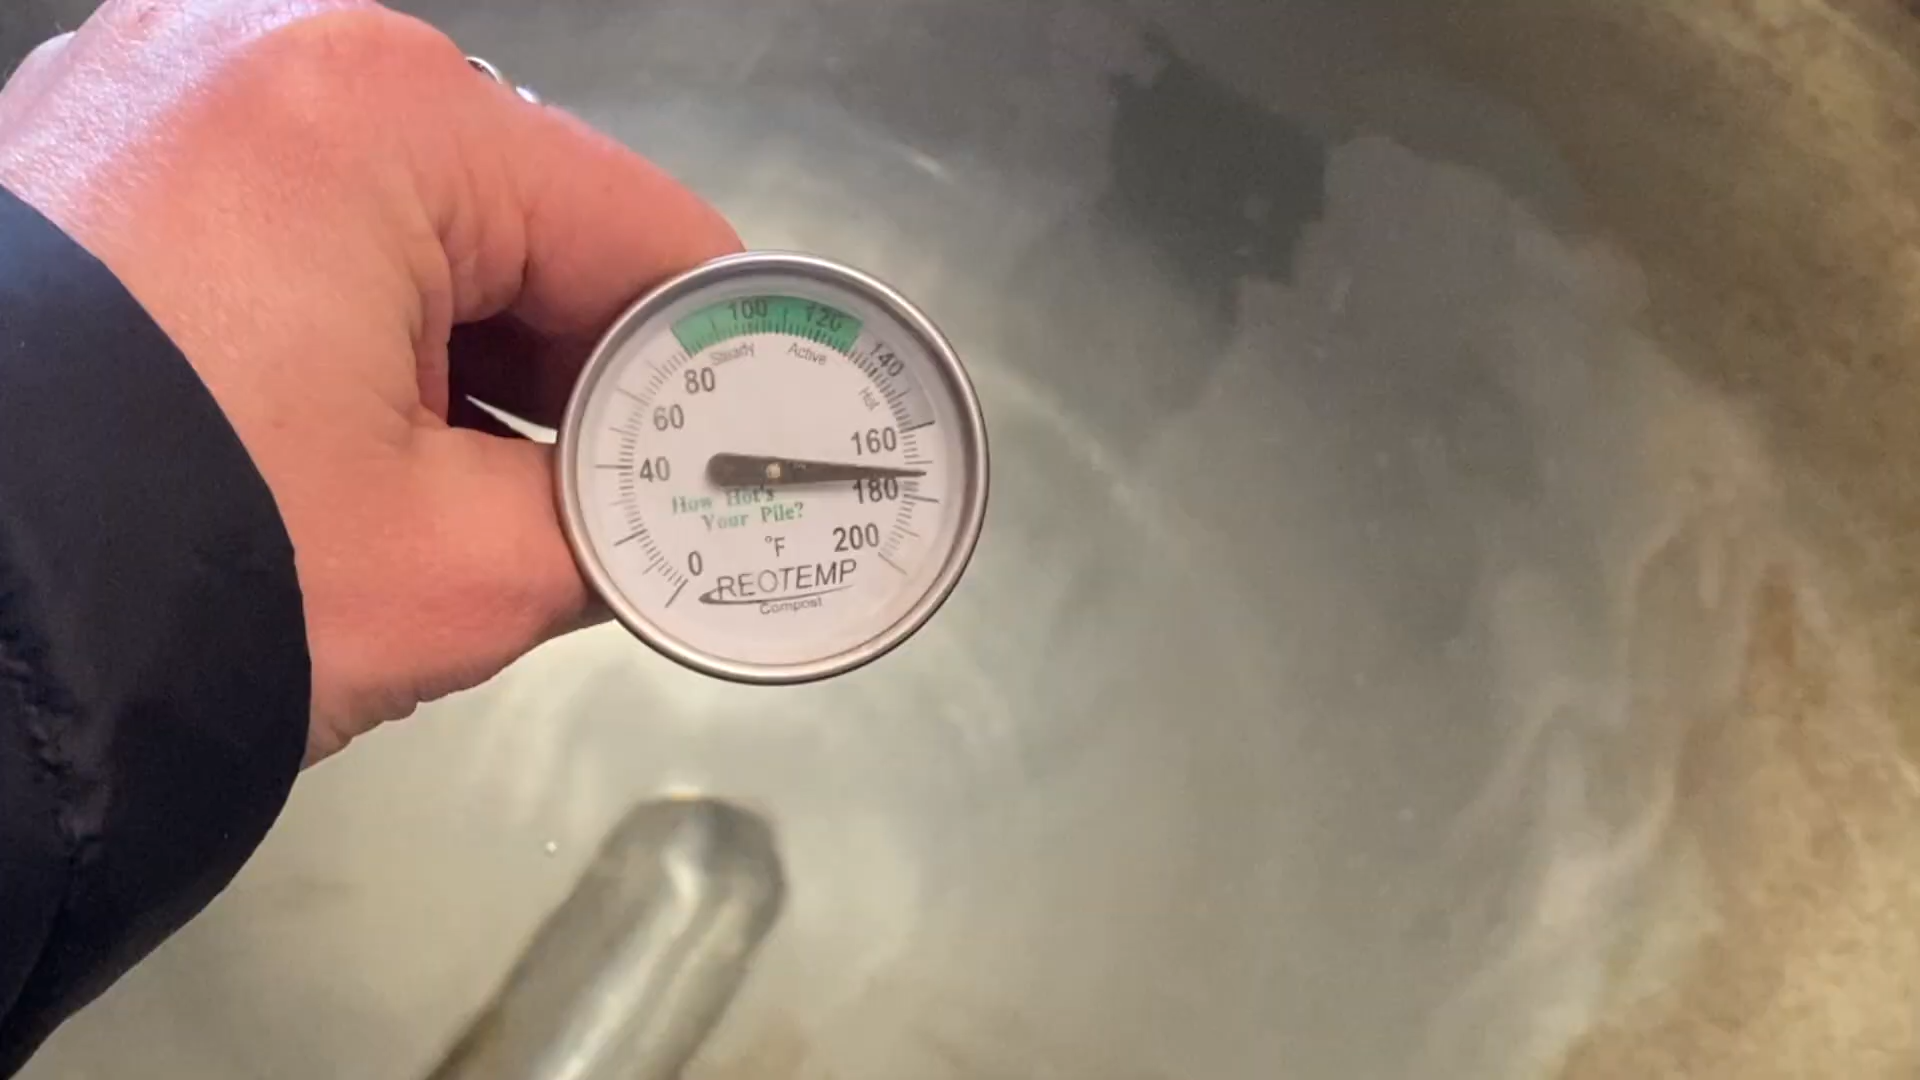 100 120
Steady Active
140
80
Hot
60
160
40
180
How Hot's
Your Pile?
200
°F
0
REOTEMP
Compost